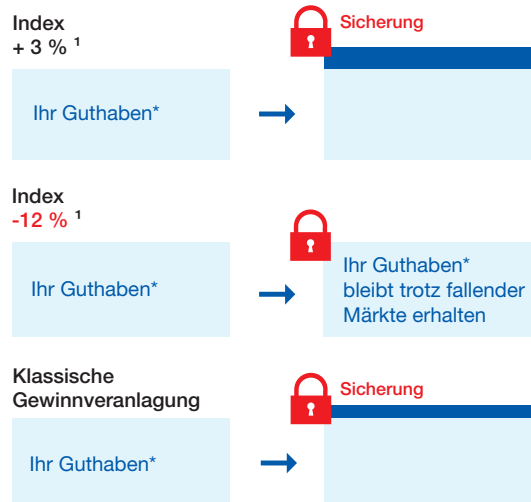 Index
+ 3 % ¹
Sicherung
Ihr Guthaben*
Index
-12 % ¹
Ihr Guthaben*
Ihr Guthaben*
bleibt trotz fallender
Märkte erhalten
Klassische
Gewinnveranlagung
Sicherung
Ihr Guthaben*